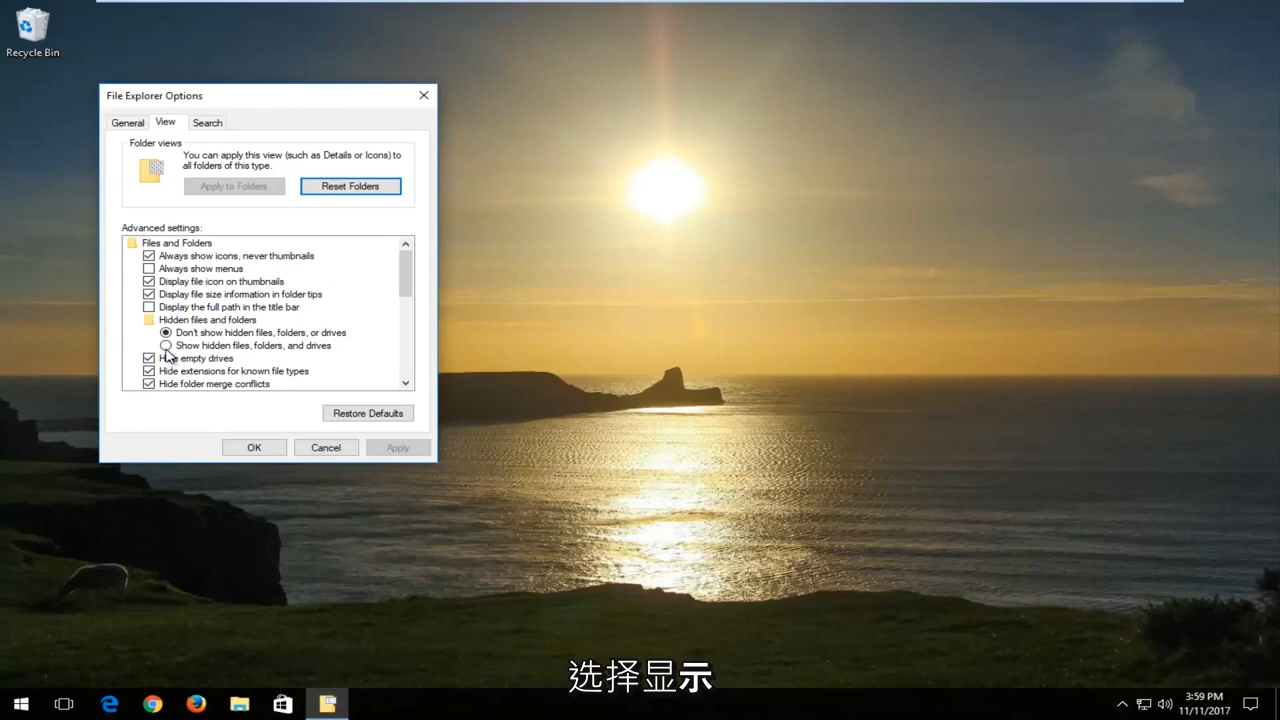 Recycle Bin
File Explorer Options
General View Search
Folder views
You can apply this view (such as Details or Icons) to
all folders of this type.
Apply to Folders Reset Folders
Advanced settings:
Files and Folders
Always show icons, never thumbnails
Always show menus
Display file icon on thumbnails
Display file size information in folder tips
Display the full path in the title bar
Hidden files and folders
Don't show hidden files, folders, or drives
Show hidden files, folders, and drives
Hide empty drives
Hide extensions for known file types
Hide folder merge conflicts
Restore Defaults
OK Cancel Apply
选择显示
3:59 PM
11/11/2017